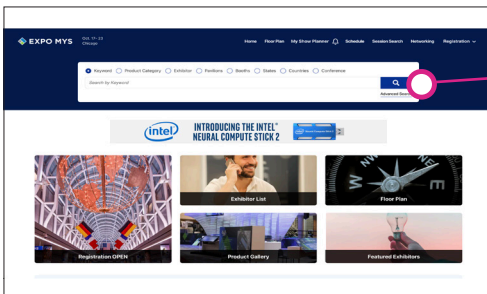 EXPO MYS
Oct. 17-23
Chicago
Home Floor Plan My Show Planner Schedule Session Search Networking Registration
Keyword Product Category Exhibitor Pavilions Booths States Countries Conference
Search by Keyword
Advanced Sear
intel
INTRODUCING THE INTEL®
NEURAL COMPUTE STICK 2
Registration OPEN
Exhibitor List
Floor Plan
Product Gallery
Featured Exhibitors